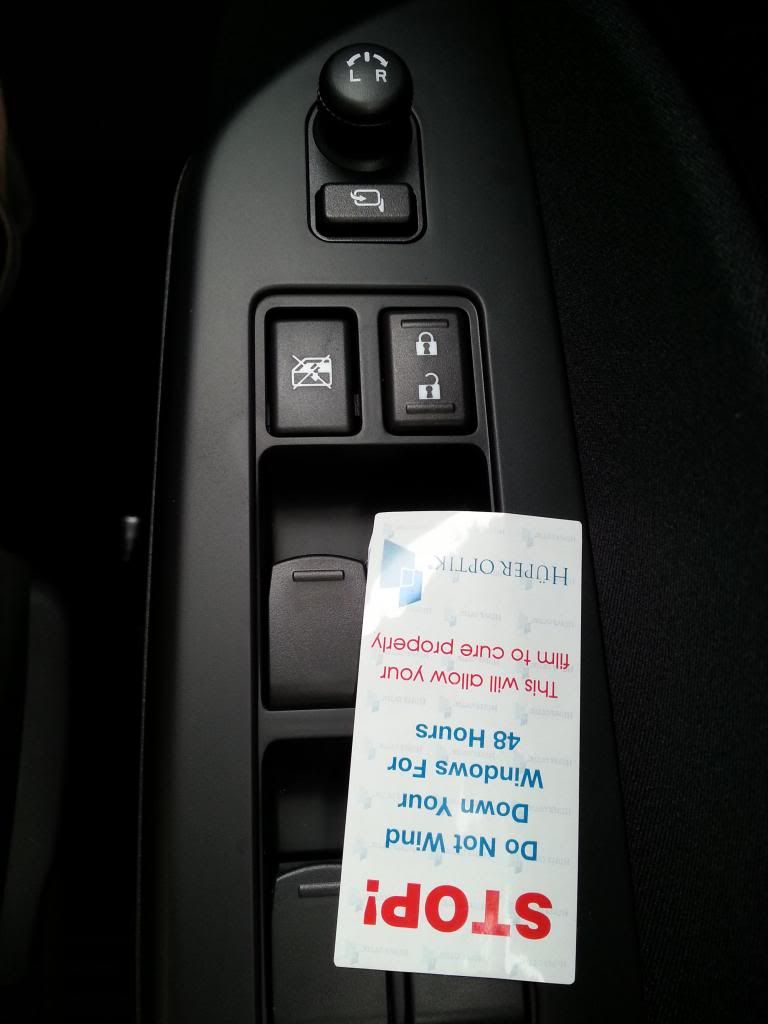 L R
STOP!
Do Not Wind
Down Your
Windows For
48 Hours
This will allow your
film to cure properly
HÜPER OPTIK